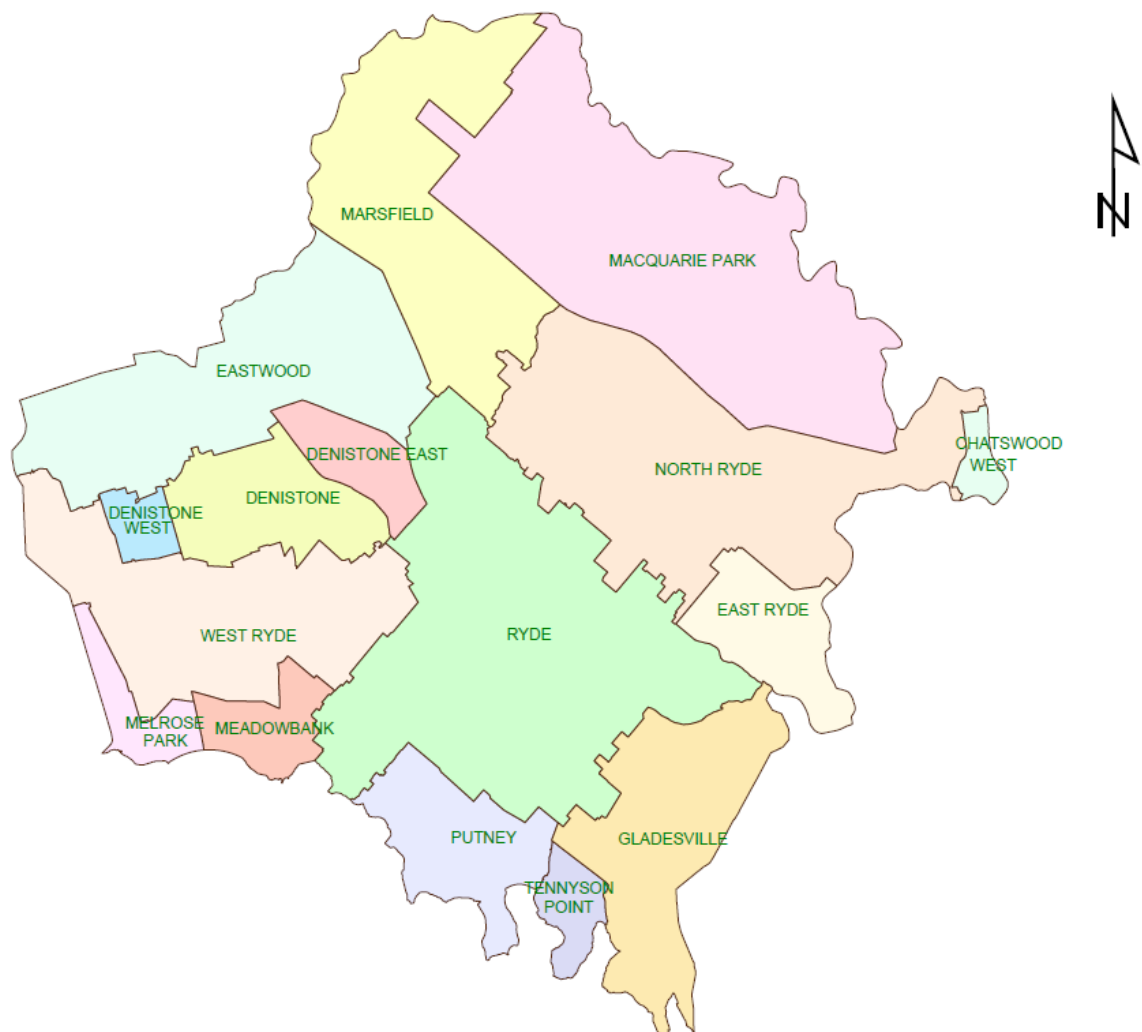 N
MARSFIELD
MACQUARIE PARK
EASTWOOD
DENISTONE EAST
CHATSWOOD
WEST
NORTH RYDE
DENISTONE
DENISTONE
WEST
EAST RYDE
WEST RYDE
RYDE
MELROSE
PARK
MEADOWBANK
PUTNEY
GLADESVILLE
TENNYSON
POINT